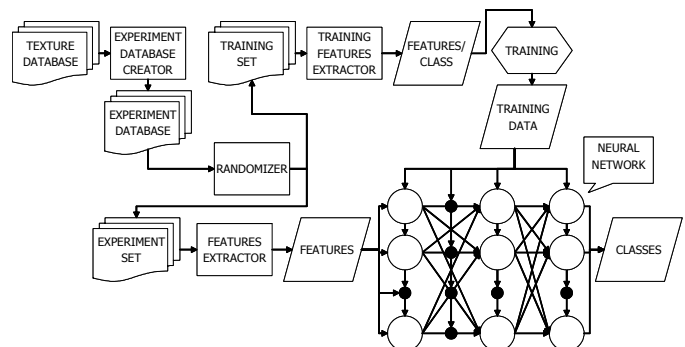 TEXTURE
DATABASE
EXPERIMENT
DATABASE
CREATOR
TRAINING
SET
TRAINING
FEATURES
EXTRACTOR
FEATURES/
CLASS
TRAINING
EXPERIMENT
DATABASE
TRAINING
DATA
RANDOMIZER
NEURAL
NETWORK
EXPERIMENT
SET
FEATURES
EXTRACTOR
FEATURES
CLASSES